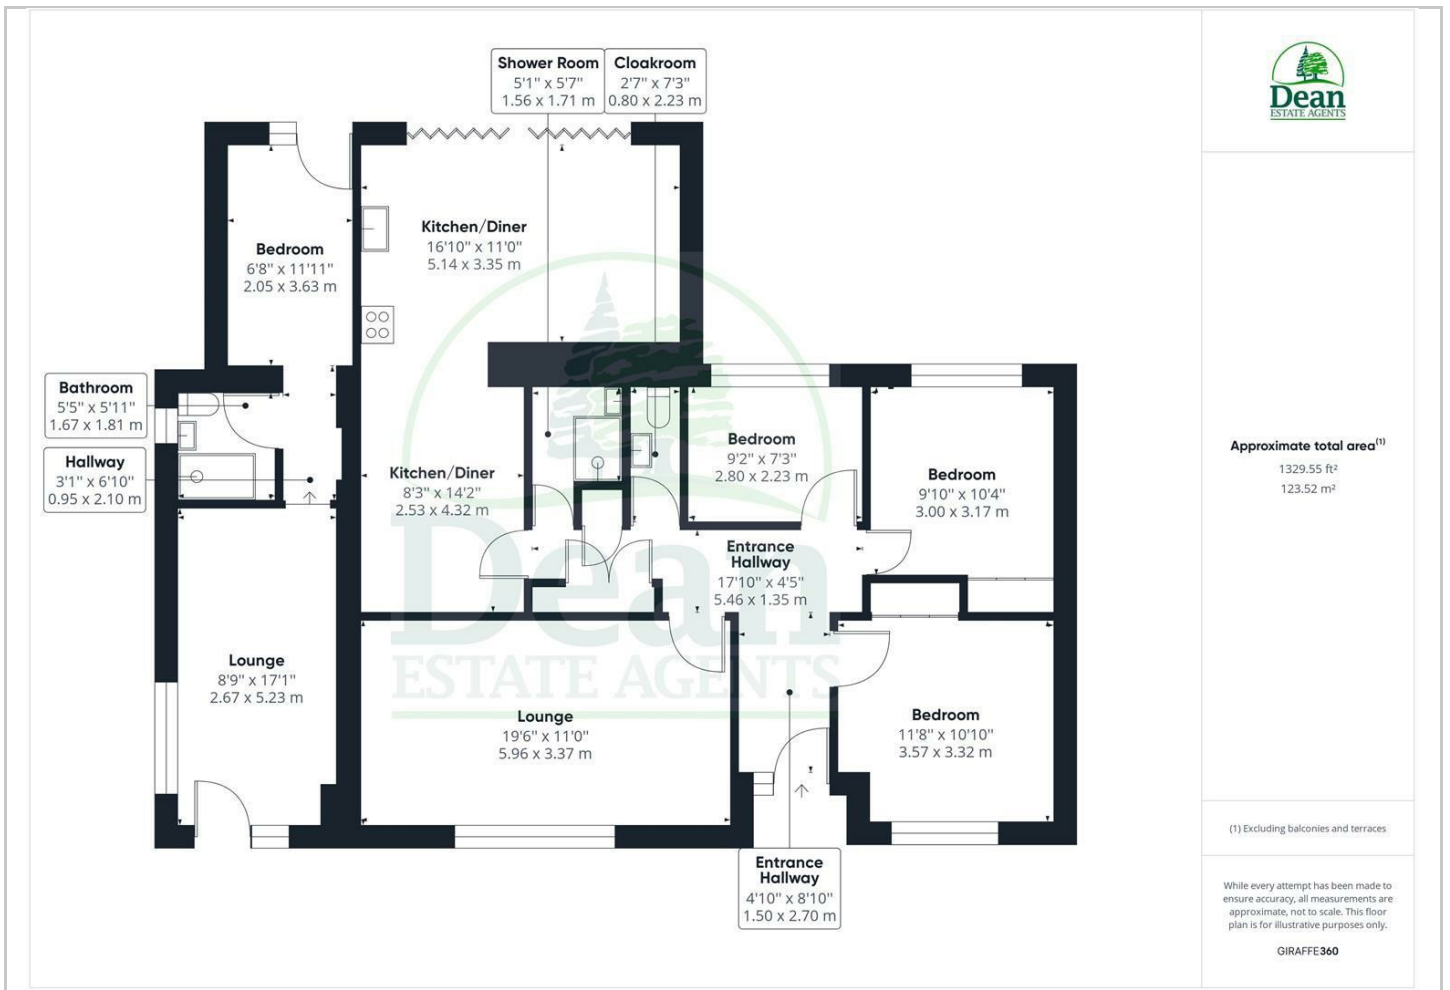 Shower Room
5'1" x 5'7"
1.56 x 1.71 m
Cloakroom
2'7" x 7'3"
0.80 x 2.23 m
Dean
ESTATE AGENTS
Kitchen/Diner
16'10" x 11'0"
5.14 x 3.35 m
Bedroom
6'8" x 11'11"
2.05 x 3.63 m
Bathroom
5'5" x 5'11"
1.67 x 1.81 m
Hallway
3'1" x 6'10"
0.95 x 2.10 m
Kitchen/Diner
8'3" x 14'2"
2.53 x 4.32 m
Bedroom
9'2" x 7'3"
2.80 x 2.23 m
Bedroom
9'10" x 10'4"
3.00 x 3.17 m
Entrance
Hallway
17'10" x 4'5"
5.46 x 1.35 m
Dean
ESTATE AGENTS
Lounge
8'9" x 17'1"
2.67 x 5.23 m
Lounge
19'6" x 11'0"
5.96 x 3.37 m
Bedroom
11'8" x 10'10"
3.57 x 3.32 m
Entrance
Hallway
4'10" x 8'10"
1.50 x 2.70 m
Approximate total area(1)
1329.55 ft²
123.52 m²
(1) Excluding balconies and terraces
While every attempt has been made to
ensure accuracy, all measurements are
approximate, not to scale. This floor
plan is for illustrative purposes only.
GIRAFFE360